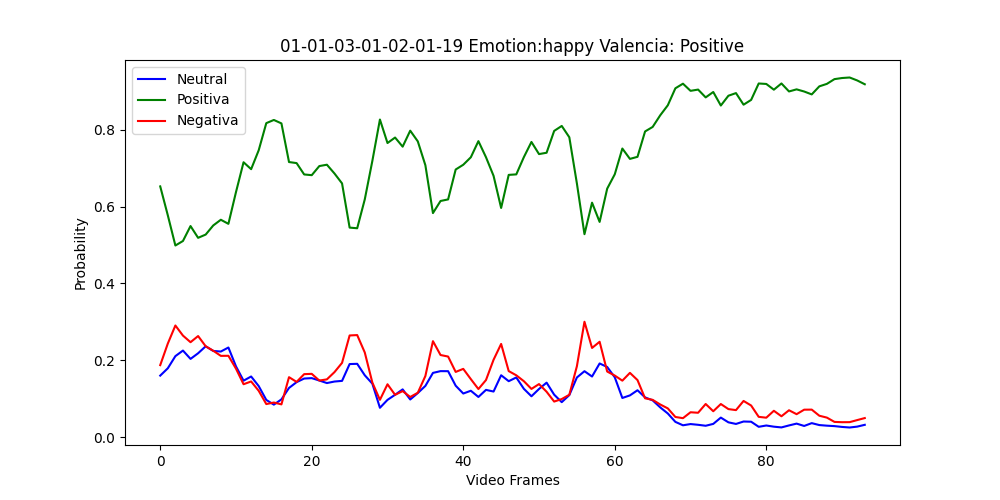 01-01-03-01-02-01-19 Emotion:happy Valencia: Positive
Neutral
Positiva
Negativa
Probability
0.8
0.6
0.4
0.2
0.0
0 20 40 60 80
Video Frames